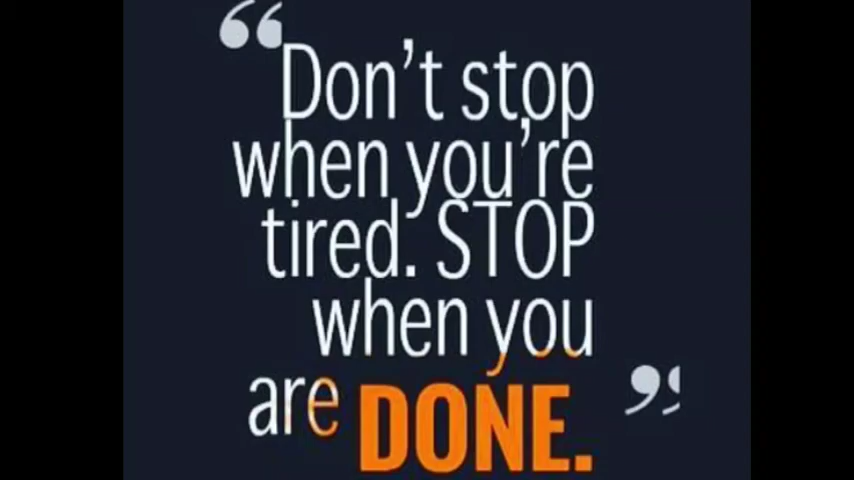 “Don’t stop
when you’re
tired. STOP
when you
are DONE.”